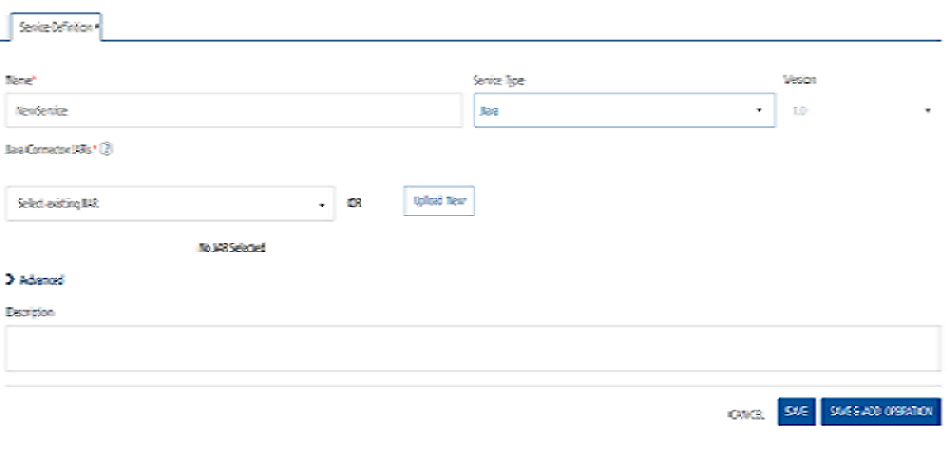 Service Definition *
Name* Service Type Version
NewService Java 1.0
Base/Connector JARs * ?
Select existing JAR OR Upload New
No JAR Selected
Advanced
Description
CANCEL SAVE SAVE & ADD OPERATION